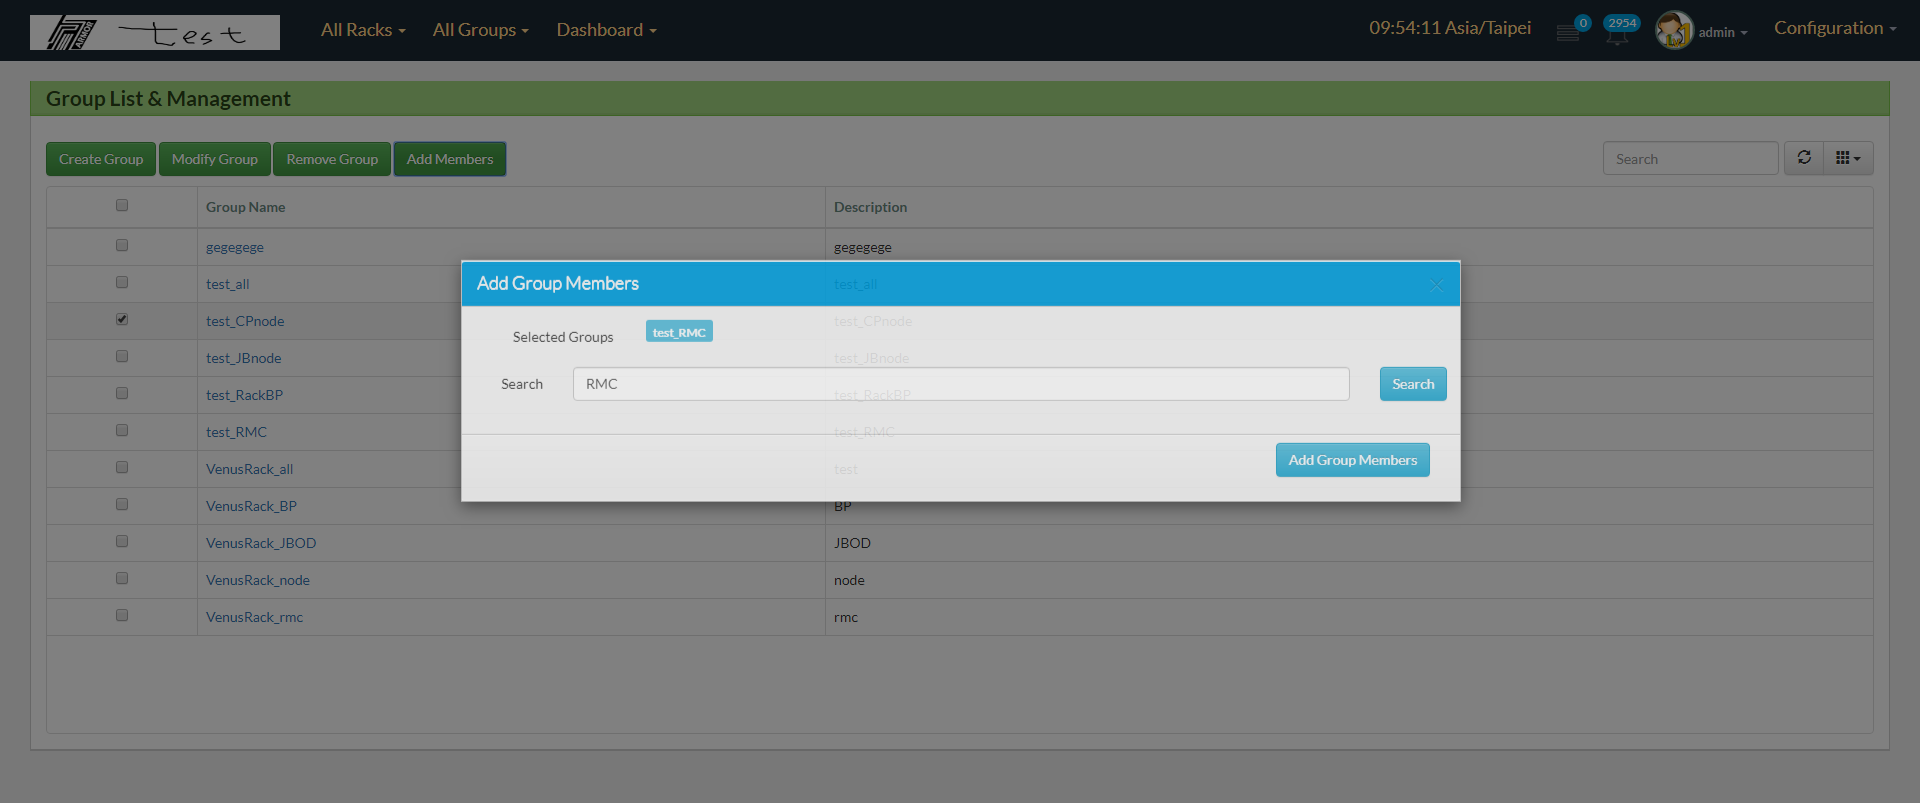 ARMOR test All Racks All Groups Dashboard 09:54:11 Asia/Taipei 0 2954 admin Configuration
Group List & Management
Create Group Modify Group Remove Group Add Members Search
Group Name Description
gegegege gegegege
Add Group Members
test_all test_all
test_CPnode test_CPnode
Selected Groups test_RMC
test_JBnode test_JBnode
Search RMC Search
test_RackBP test_RackBP
test_RMC test_RMC
Add Group Members
VenusRack_all test
VenusRack_BP BP
VenusRack_JBOD JBOD
VenusRack_node node
VenusRack_rmc rmc